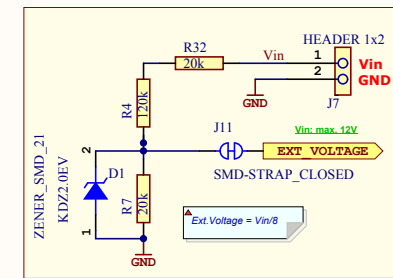 HEADER 1x2
R32
Vin
20k
1
Vin
2
GND
GND
J7
R4
120k
J11
Vin: max. 12V
EXT_VOLTAGE
SMD-STRAP_CLOSED
ZENER_SMD_21
KDZ2.0EV
2
D1
1
R7
20k
Ext.Voltage = Vin/8
GND